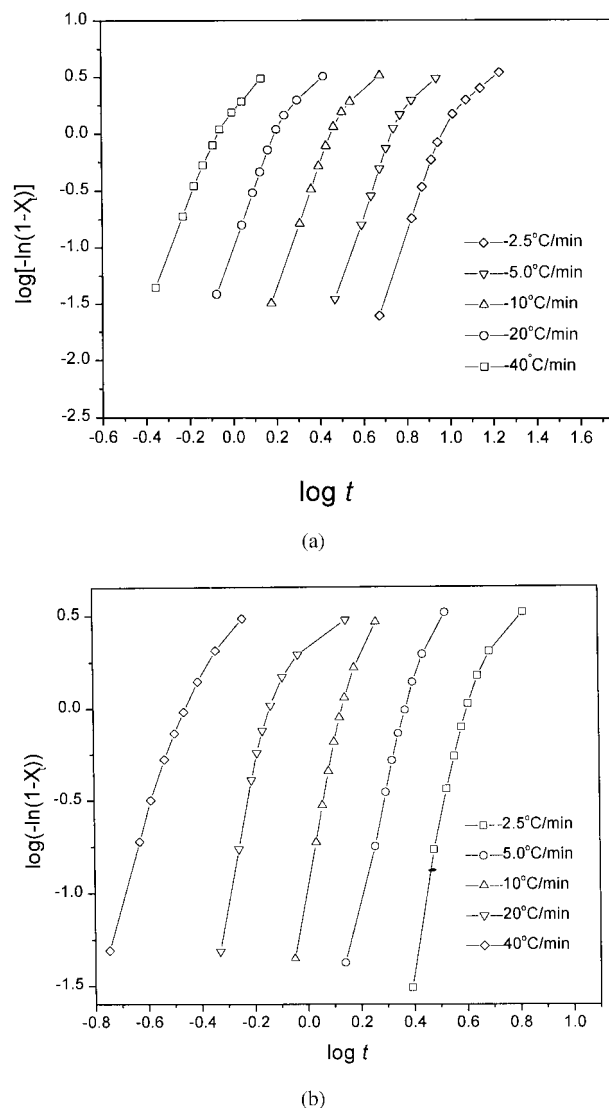 1.0
0.5
0.0
-0.5
-1.0
-1.5
-2.0
-2.5
log[-ln(1-Xt)]
-2.5°C/min
-5.0°C/min
-10°C/min
-20°C/min
-40°C/min
-0.6 -0.4 -0.2 0.0 0.2 0.4 0.6 0.8 1.0 1.2 1.4 1.6
log t
(a)
0.5
0.0
-0.5
-1.0
-1.5
log(-ln(1-Xt))
-2.5°C/min
5.0°C/min
10°C/min
20°C/min
40°C/min
-0.8 -0.6 -0.4 -0.2 0.0 0.2 0.4 0.6 0.8 1.0
log t
(b)